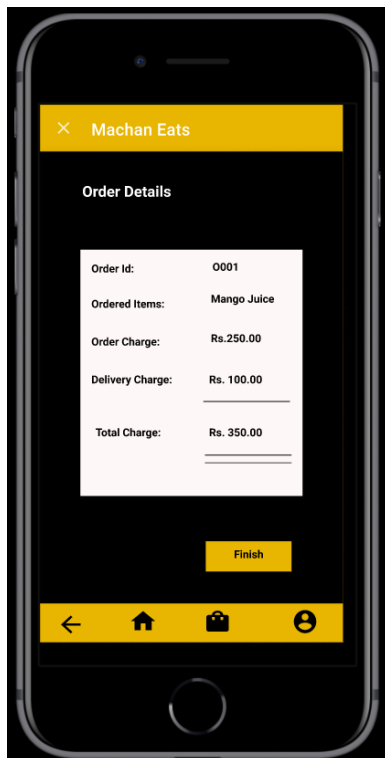 Machan Eats
Order Details
Order Id: O001
Ordered Items: Mango Juice
Order Charge: Rs.250.00
Delivery Charge: Rs. 100.00
Total Charge: Rs. 350.00
Finish